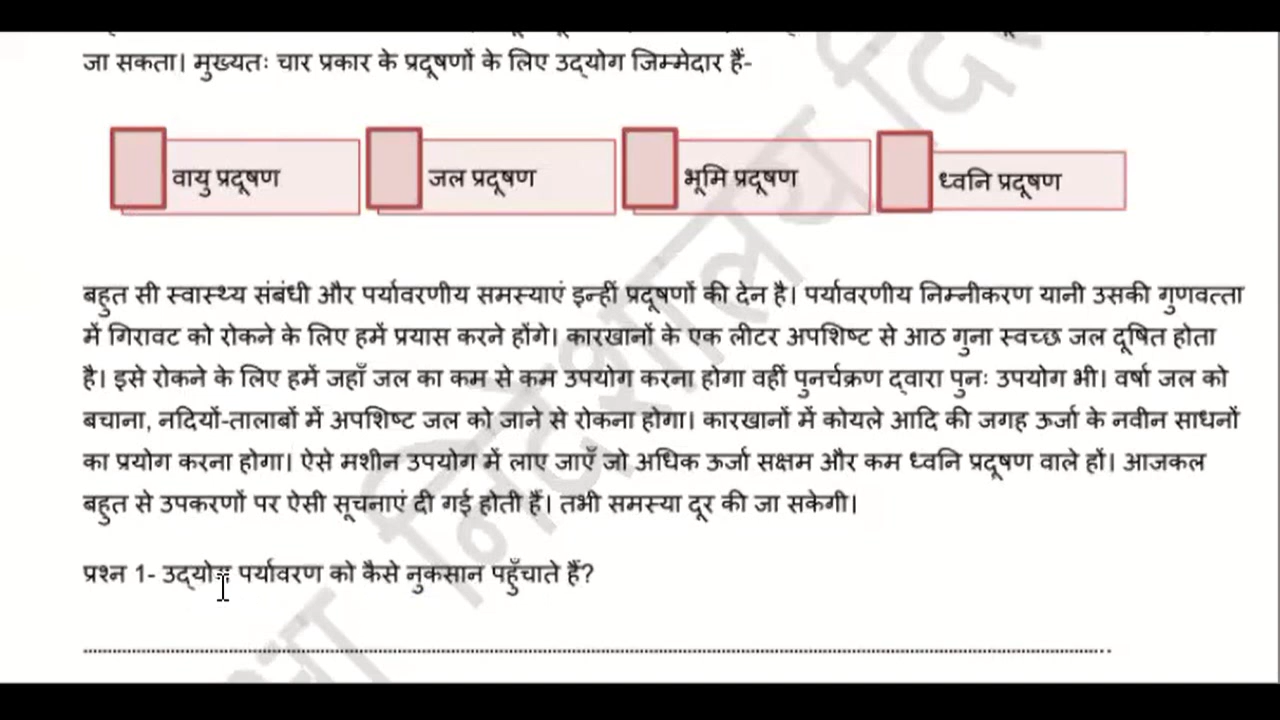 जा सकता। मुख्यतः चार प्रकार के प्रदूषणों के लिए उद्योग जिम्मेदार हैं-
वायु प्रदूषण
जल प्रदूषण
भूमि प्रदूषण
ध्वनि प्रदूषण
बहुत सी स्वास्थ्य संबंधी और पर्यावरणीय समस्याएं इन्हीं प्रदूषणों की देन है। पर्यावरणीय निम्नीकरण यानी उसकी गुणवत्ता
में गिरावट को रोकने के लिए हमें प्रयास करने होंगे। कारखानों के एक लीटर अपशिष्ट से आठ गुना स्वच्छ जल दूषित होता
है। इसे रोकने के लिए हमें जहाँ जल का कम से कम उपयोग करना होगा वहीं पुनर्चक्रण द्वारा पुनः उपयोग भी। वर्षा जल को
बचाना, नदियों-तालाबों में अपशिष्ट जल को जाने से रोकना होगा। कारखानों में कोयले आदि की जगह ऊर्जा के नवीन साधनों
का प्रयोग करना होगा। ऐसे मशीन उपयोग में लाए जाएँ जो अधिक ऊर्जा सक्षम और कम ध्वनि प्रदूषण वाले हों। आजकल
बहुत से उपकरणों पर ऐसी सूचनाएं दी गई होती हैं। तभी समस्या दूर की जा सकेगी।
प्रश्न 1- उद्योग पर्यावरण को कैसे नुकसान पहुँचाते हैं?